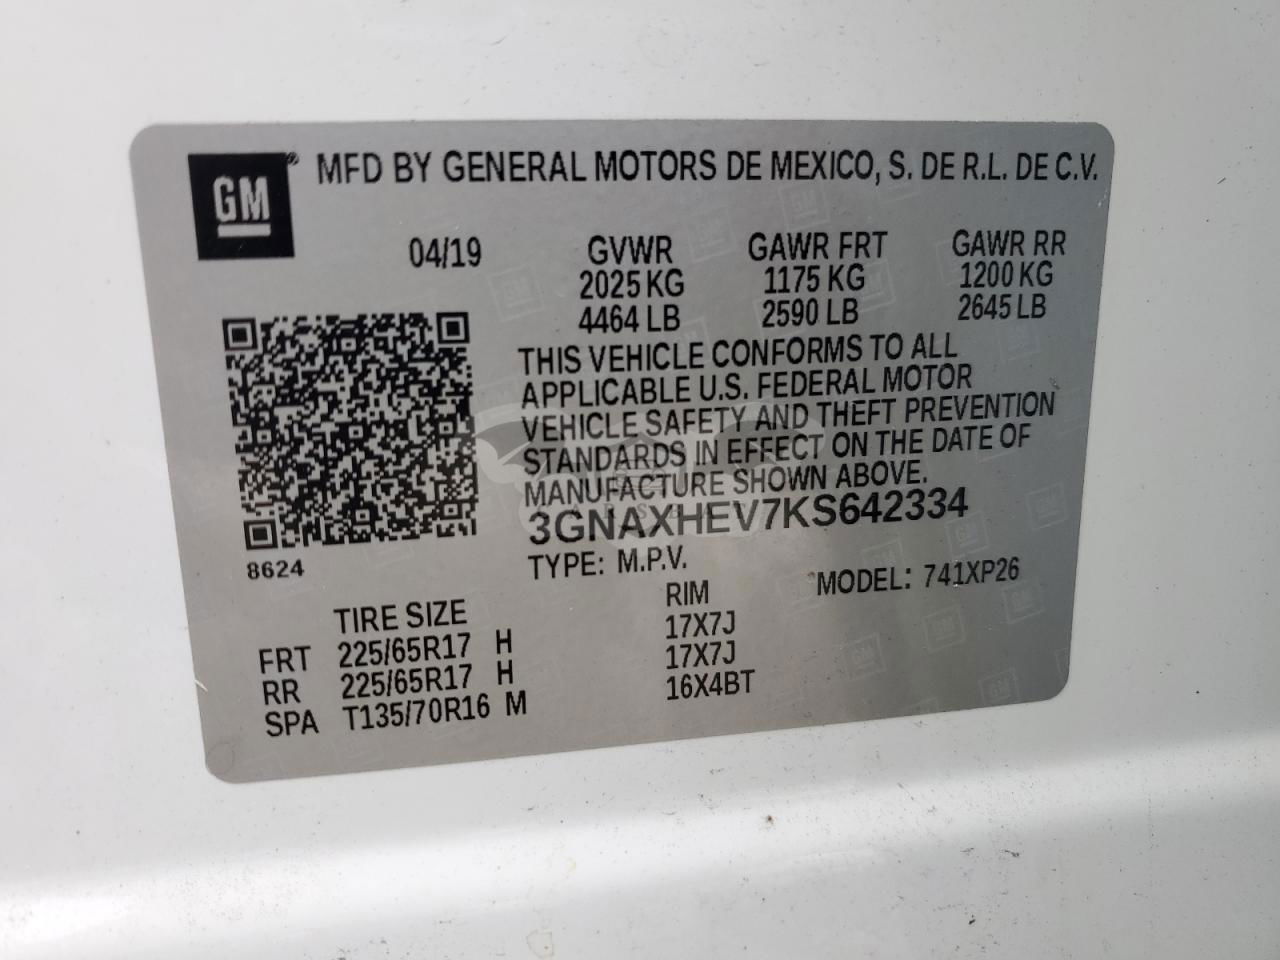 GM® MFD BY GENERAL MOTORS DE MEXICO, S. DE R.L. DE C.V.
04/19 GVWR GAWR FRT GAWR RR
2025 KG 1175 KG 1200 KG
4464 LB 2590 LB 2645 LB
THIS VEHICLE CONFORMS TO ALL
APPLICABLE U.S. FEDERAL MOTOR
VEHICLE SAFETY AND THEFT PREVENTION
STANDARDS IN EFFECT ON THE DATE OF
MANUFACTURE SHOWN ABOVE.
3GNAXHEV7KS642334
8624
TYPE: M.P.V. MODEL: 741XP26
TIRE SIZE RIM
FRT 225/65R17 H 17X7J
RR 225/65R17 H 17X7J
SPA T135/70R16 M 16X4BT